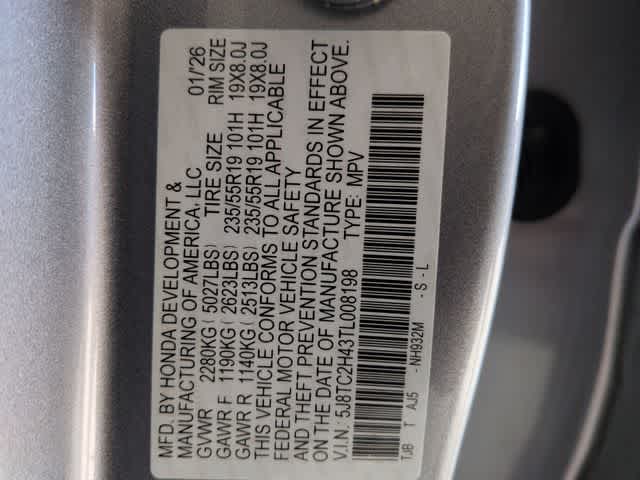 MFD. BY HONDA DEVELOPMENT &
MANUFACTURING OF AMERICA, LLC 01/'26
GVWR 2280KG ( 5027LBS) TIRE SIZE RIM SIZE
GAWR F 1190KG ( 2623LBS) 235/55R19 101H 19X8.0J
GAWR R 1140KG ( 2513LBS) 235/55R19 101H 19X8.0J
THIS VEHICLE CONFORMS TO ALL APPLICABLE
FEDERAL MOTOR VEHICLE SAFETY
AND THEFT PREVENTION STANDARDS IN EFFECT
ON THE DATE OF MANUFACTURE SHOWN ABOVE.
V.I.N.: 5J8TC2H43TL008198 TYPE: MPV
TJB T AJ5 - NH932M - S - L